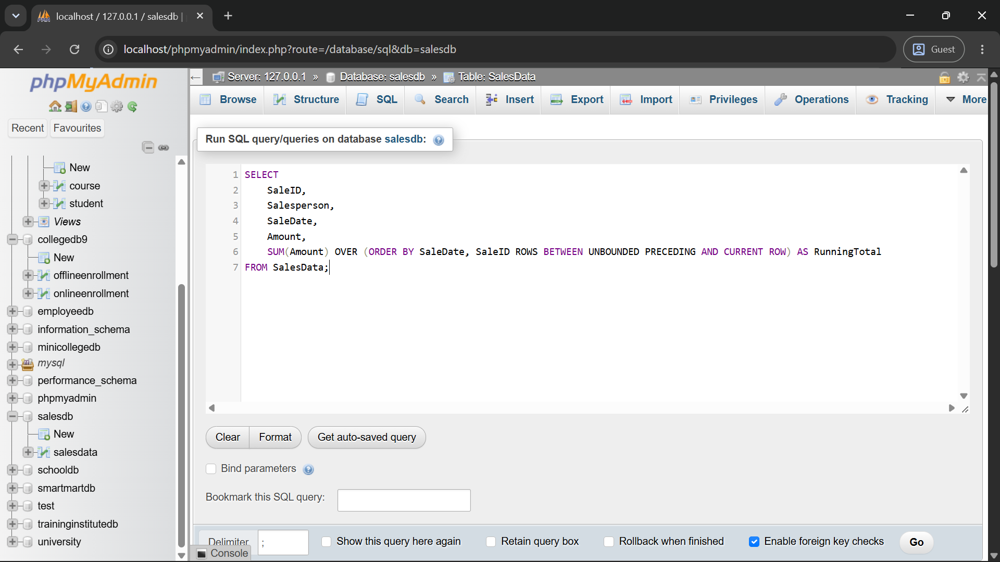 localhost / 127.0.0.1 / salesdb |
localhost/phpmyadmin/index.php?route=/database/sql&db=salesdb
Guest
phpMyAdmin
Recent
Favourites
New
course
student
Views
collegedb9
New
offlineenrollment
onlineenrollment
employeedb
information_schema
minicollegedb
mysql
performance_schema
phpmyadmin
salesdb
New
salesdata
schooldb
smartmartdb
test
traininginstitutedb
university
Server: 127.0.0.1 » Database: salesdb » Table: SalesData
Browse
Structure
SQL
Search
Insert
Export
Import
Privileges
Operations
Tracking
More
Run SQL query/queries on database salesdb:
1 SELECT
2 SaleID,
3 Salesperson,
4 SaleDate,
5 Amount,
6 SUM(Amount) OVER (ORDER BY SaleDate, SaleID ROWS BETWEEN UNBOUNDED PRECEDING AND CURRENT ROW) AS RunningTotal
7 FROM SalesData;
Clear
Format
Get auto-saved query
Bind parameters
Bookmark this SQL query:
Delimiter ;
Show this query here again
Retain query box
Rollback when finished
Enable foreign key checks
Go
Console